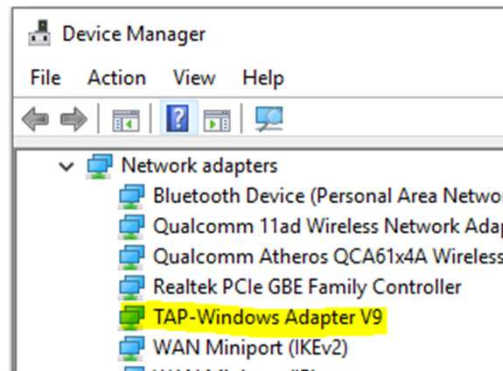 Device Manager
File Action View Help
Network adapters
Bluetooth Device (Personal Area Networ
Qualcomm 11ad Wireless Network Adap
Qualcomm Atheros QCA61x4A Wireless
Realtek PCIe GBE Family Controller
TAP-Windows Adapter V9
WAN Miniport (IKEv2)